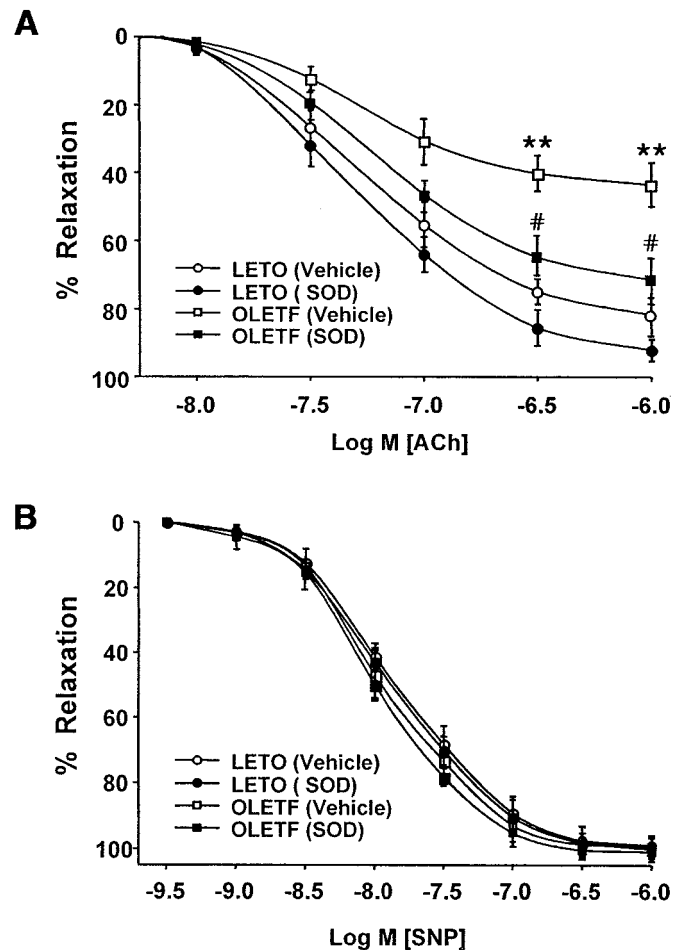 A
% Relaxation
0
20
40
60
80
100
** **
# #
LETO (Vehicle)
LETO ( SOD)
OLETF (Vehicle)
OLETF (SOD)
-8.0 -7.5 -7.0 -6.5 -6.0
Log M [ACh]
B
% Relaxation
0
20
40
60
80
100
LETO (Vehicle)
LETO ( SOD)
OLETF (Vehicle)
OLETF (SOD)
-9.5 -9.0 -8.5 -8.0 -7.5 -7.0 -6.5 -6.0
Log M [SNP]